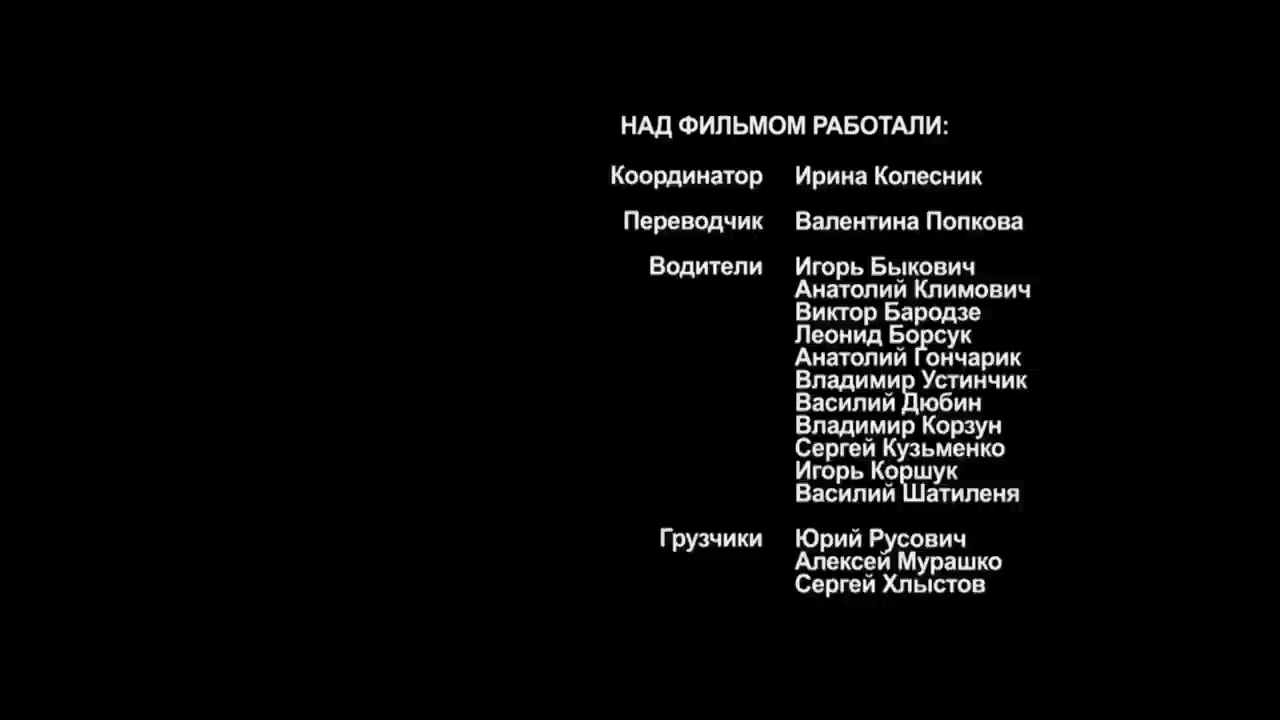 НАД ФИЛЬМОМ РАБОТАЛИ:
Координатор Ирина Колесник
Переводчик Валентина Попкова
Водители Игорь Быкович
Анатолий Климович
Виктор Бародзе
Леонид Борсук
Анатолий Гончарик
Владимир Устинчик
Василий Дюбин
Владимир Корзун
Сергей Кузьменко
Игорь Коршук
Василий Шатиленя
Грузчики Юрий Русович
Алексей Мурашко
Сергей Хлыстов